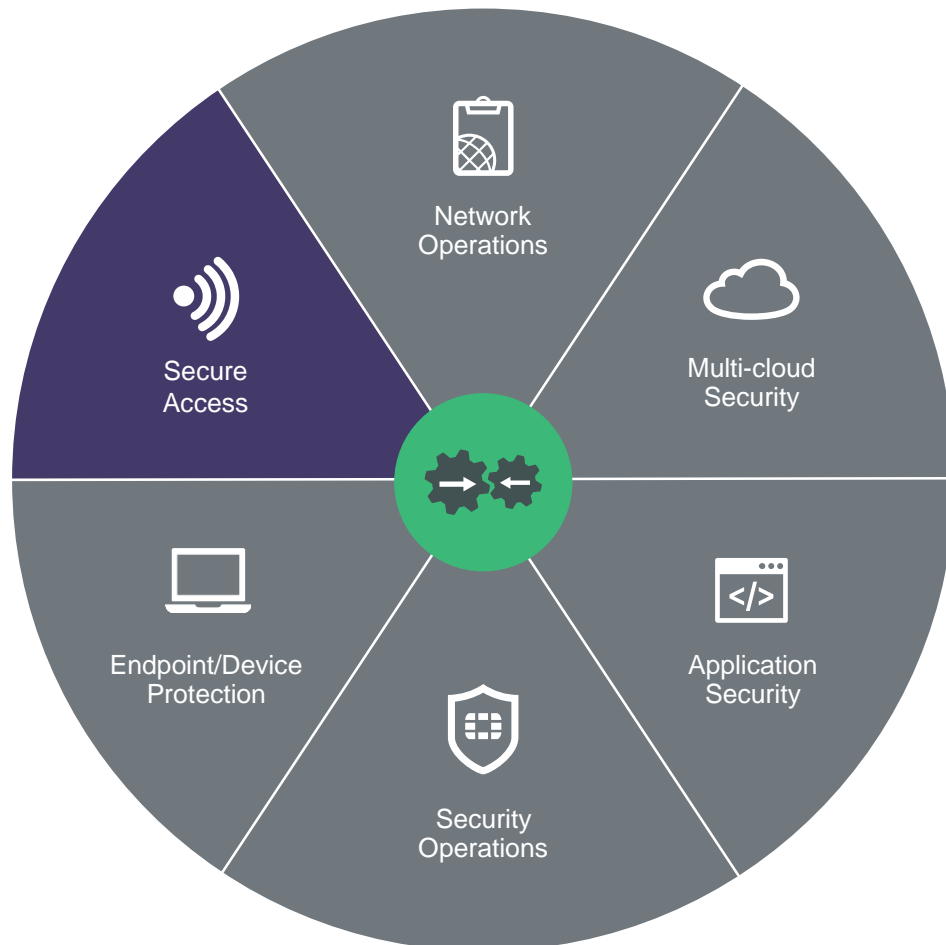 Network
Operations
Multi-cloud
Security
Secure
Access
Endpoint/Device
Protection
</>
Application
Security
Security
Operations